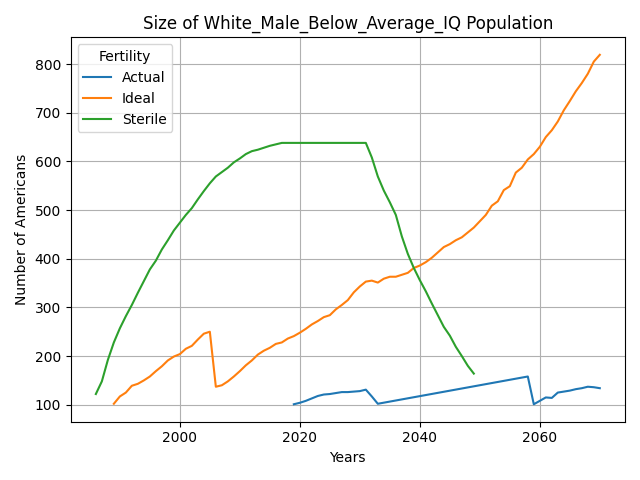 Size of White_Male_Below_Average_IQ Population
Fertility
Actual
Ideal
Sterile
Number of Americans
800
700
600
500
400
300
200
100
2000
2020
2040
2060
Years